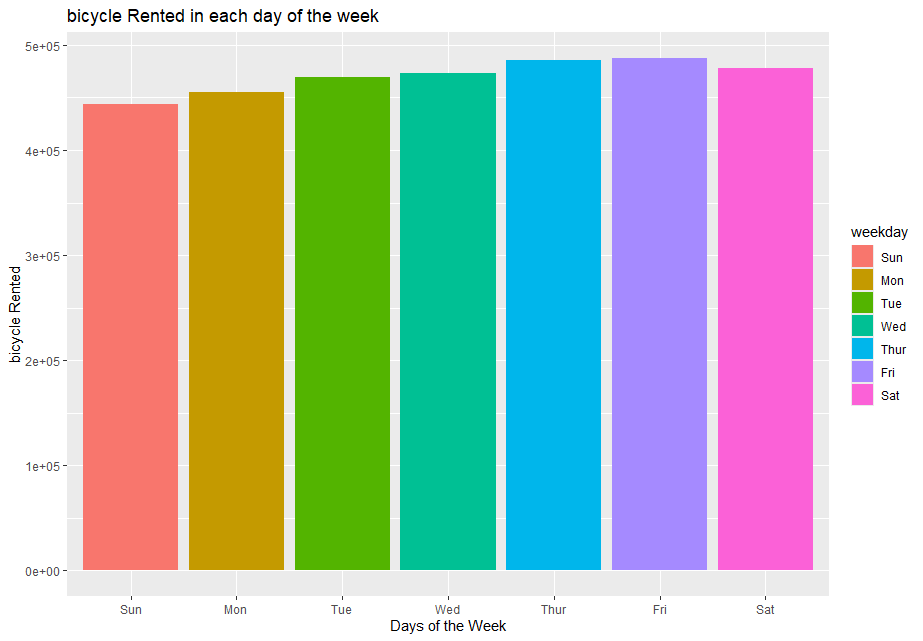 bicycle Rented in each day of the week
5e+05
4e+05
3e+05
2e+05
1e+05
0e+00
bicycle Rented
Sun Mon Tue Wed Thur Fri Sat
Days of the Week
weekday
Sun
Mon
Tue
Wed
Thur
Fri
Sat